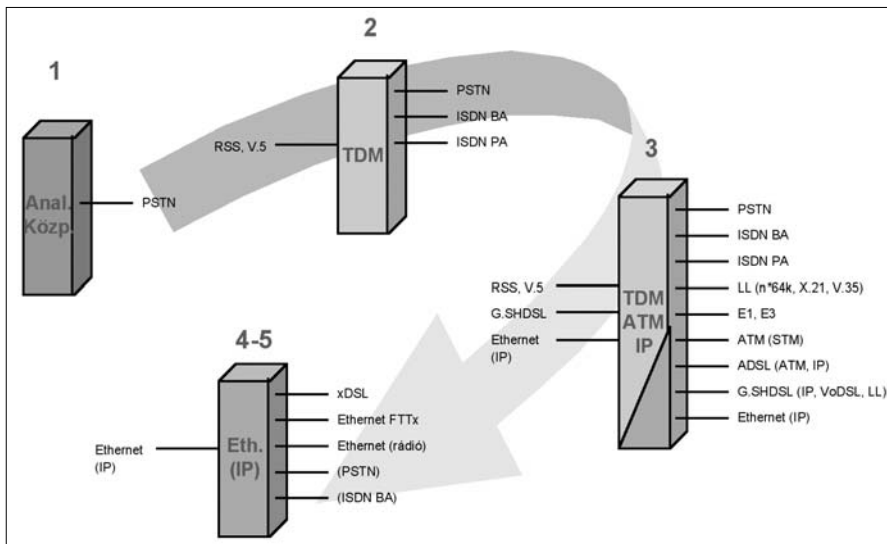 1
Anal.
Közp.
PSTN
2
RSS, V.5
TDM
PSTN
ISDN BA
ISDN PA
3
RSS, V.5
G.SHDSL
Ethernet
(IP)
TDM
ATM
IP
PSTN
ISDN BA
ISDN PA
LL (n*64k, X.21, V.35)
E1, E3
ATM (STM)
ADSL (ATM, IP)
G.SHDSL (IP, VoDSL, LL)
Ethernet (IP)
4-5
Ethernet
(IP)
Eth.
(IP)
xDSL
Ethernet FTTx
Ethernet (rádió)
(PSTN)
(ISDN BA)